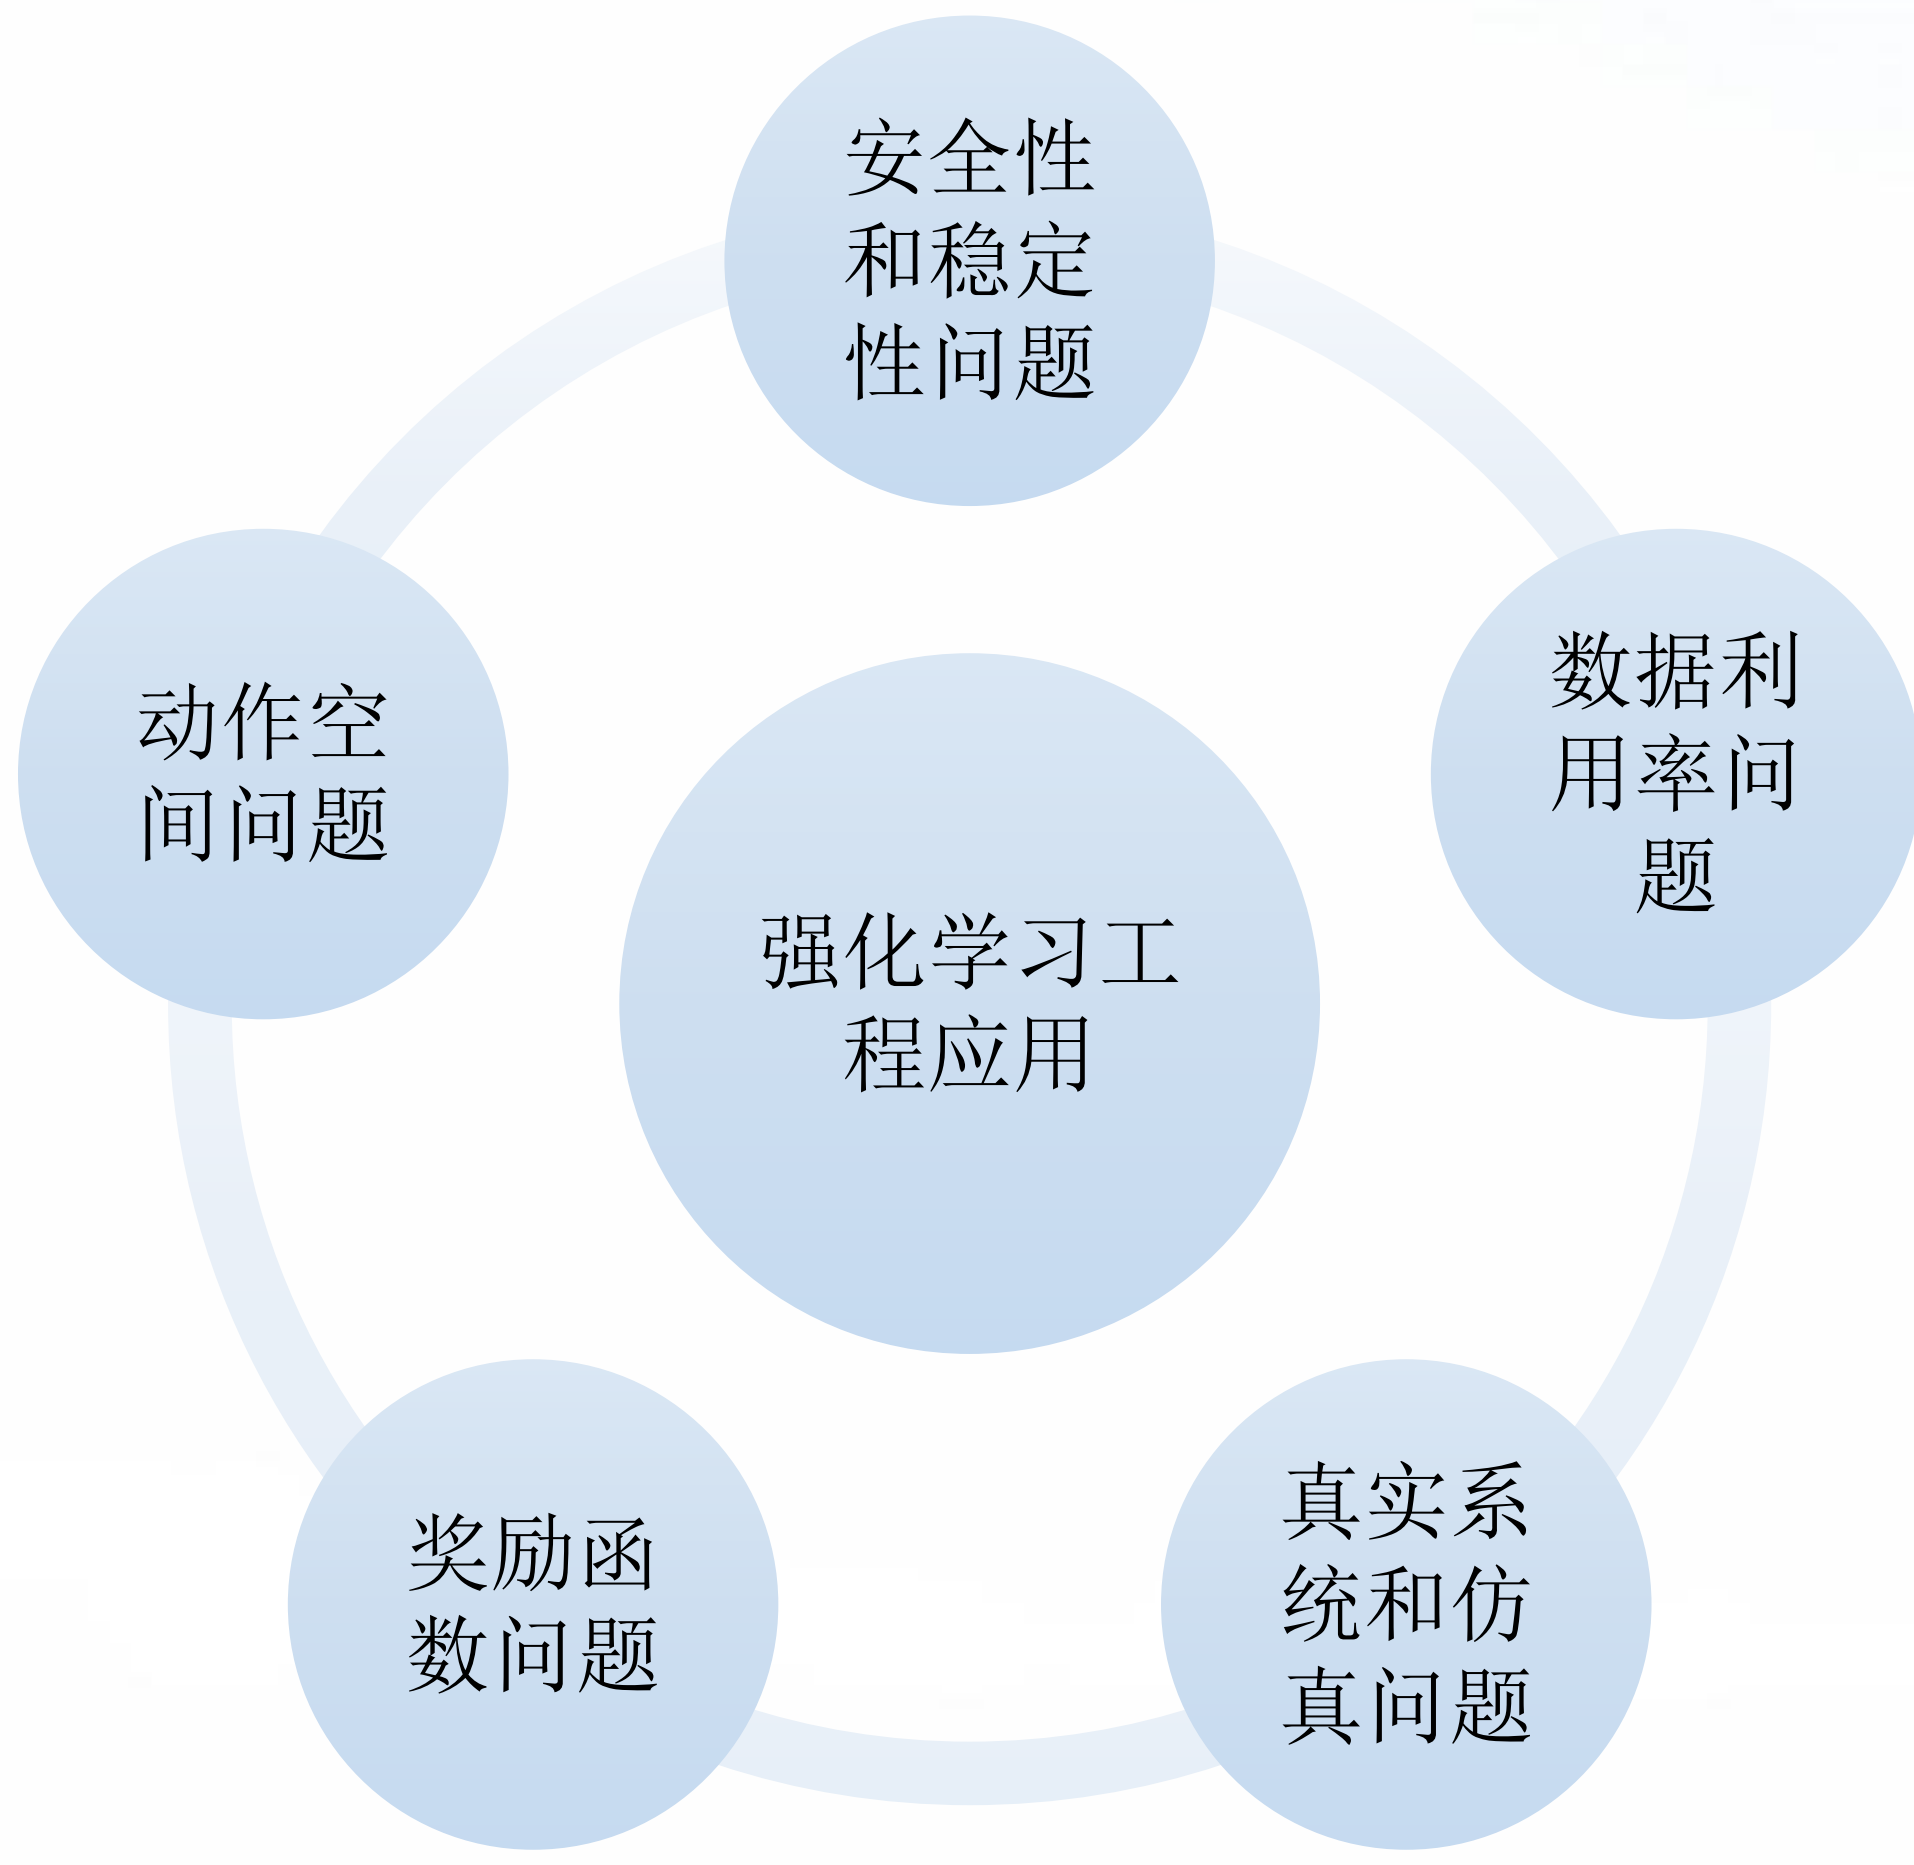 安全性
和稳定
性问题
动作空
间问题
数据利
用率问
题
强化学习工
程应用
奖励函
数问题
真实系
统和仿
真问题